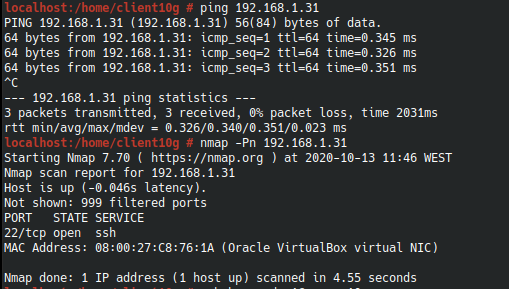 localhost:/home/client10g # ping 192.168.1.31
PING 192.168.1.31 (192.168.1.31) 56(84) bytes of data.
64 bytes from 192.168.1.31: icmp_seq=1 ttl=64 time=0.345 ms
64 bytes from 192.168.1.31: icmp_seq=2 ttl=64 time=0.326 ms
64 bytes from 192.168.1.31: icmp_seq=3 ttl=64 time=0.351 ms
^C
--- 192.168.1.31 ping statistics ---
3 packets transmitted, 3 received, 0% packet loss, time 2031ms
rtt min/avg/max/mdev = 0.326/0.340/0.351/0.023 ms
localhost:/home/client10g # nmap -Pn 192.168.1.31
Starting Nmap 7.70 ( https://nmap.org ) at 2020-10-13 11:46 WEST
Nmap scan report for 192.168.1.31
Host is up (-0.046s latency).
Not shown: 999 filtered ports
PORT   STATE SERVICE
22/tcp open  ssh
MAC Address: 08:00:27:C8:76:1A (Oracle VirtualBox virtual NIC)
Nmap done: 1 IP address (1 host up) scanned in 4.55 seconds